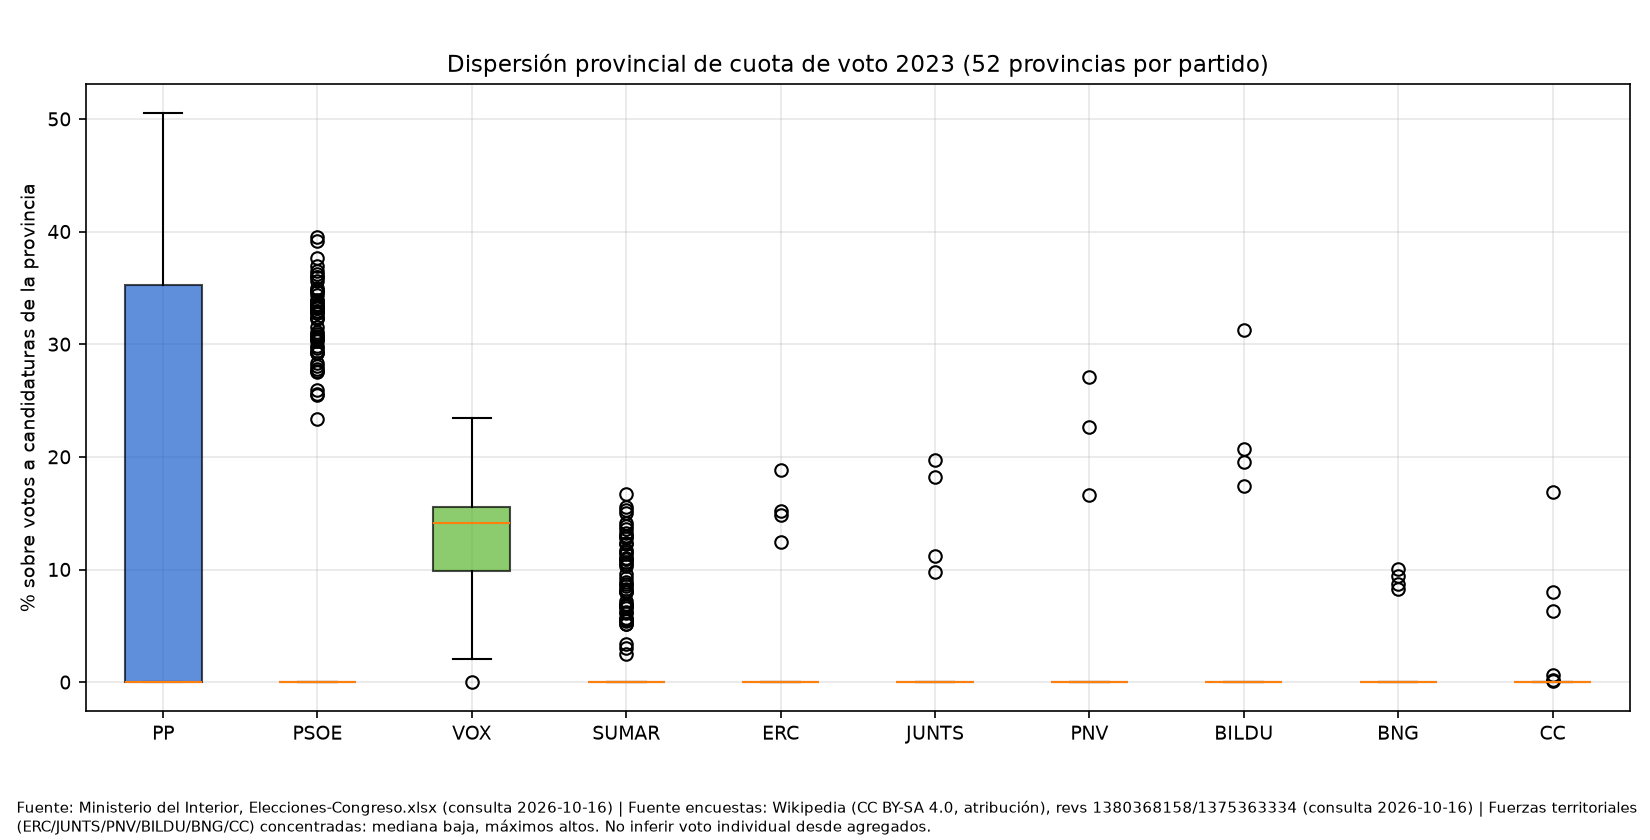 Dispersión provincial de cuota de voto 2023 (52 provincias por partido)
% sobre votos a candidaturas de la provincia
50
40
30
20
10
0
PP PSOE VOX SUMAR ERC JUNTS PNV BILDU BNG CC
Fuente: Ministerio del Interior, Elecciones-Congreso.xlsx (consulta 2026-10-16) | Fuente encuestas: Wikipedia (CC BY-SA 4.0, atribución), revs 1380368158/1375363334 (consulta 2026-10-16) | Fuerzas territoriales
(ERC/JUNTS/PNV/BILDU/BNG/CC) concentradas: mediana baja, máximos altos. No inferir voto individual desde agregados.